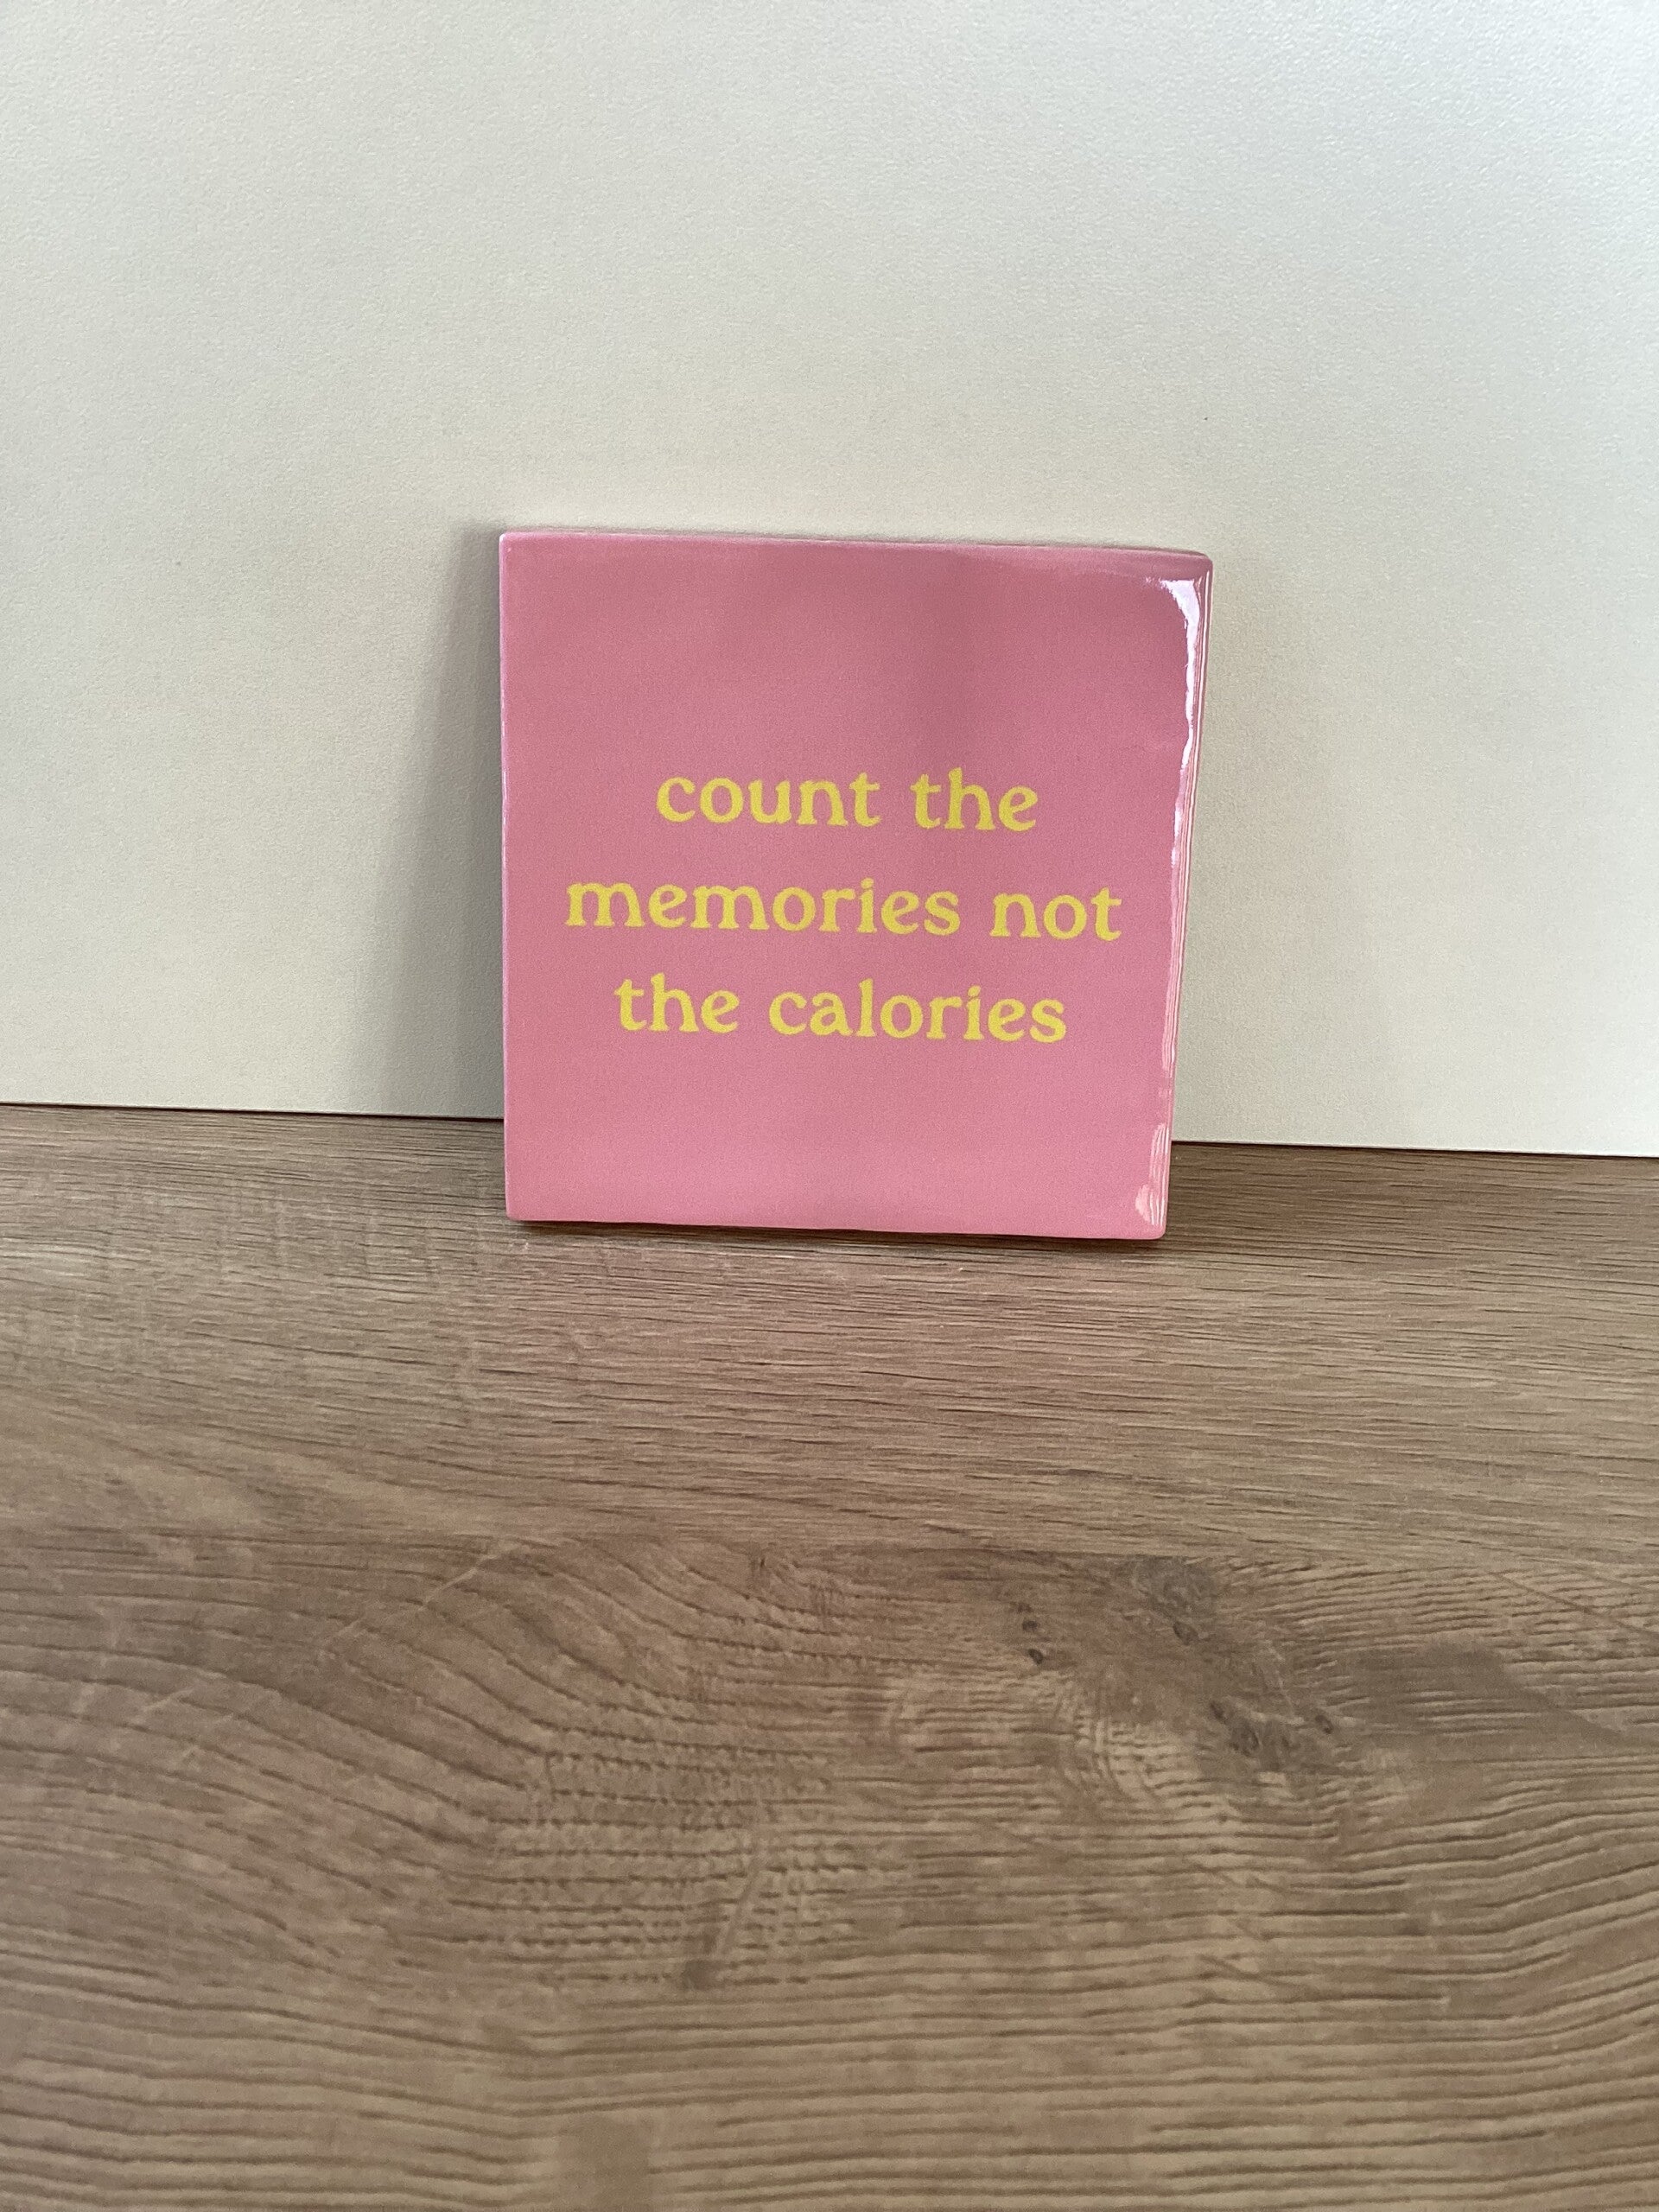 count the
memories not
the calories